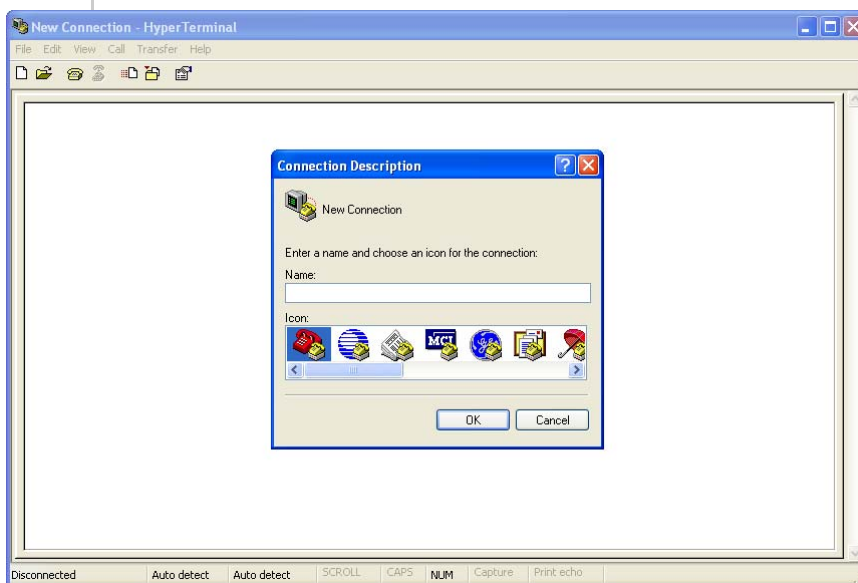 New Connection - HyperTerminal
File Edit View Call Transfer Help
Connection Description
New Connection
Enter a name and choose an icon for the connection:
Name:
Icon:
MCI
OK Cancel
Disconnected Auto detect Auto detect SCROLL CAPS NUM Capture Print echo